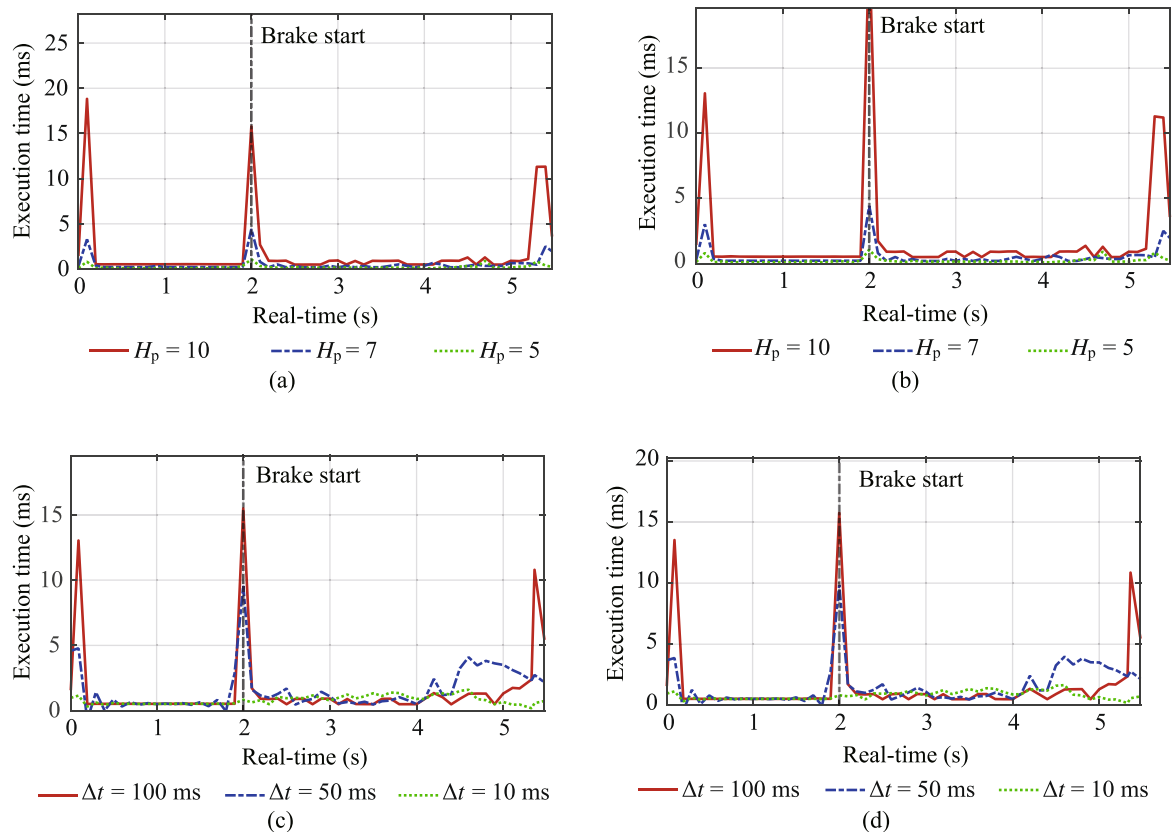 Execution time (ms)
25
20
15
10
5
0
Brake start
0 1 2 3 4 5
Real-time (s)
Hp = 10 Hp = 7 Hp = 5
(a)
Execution time (ms)
15
10
5
0
Brake start
0 1 2 3 4 5
Real-time (s)
Hp = 10 Hp = 7 Hp = 5
(b)
Execution time (ms)
15
10
5
0
Brake start
0 1 2 3 4 5
Real-time (s)
Δt = 100 ms Δt = 50 ms Δt = 10 ms
(c)
Execution time (ms)
20
15
10
5
0
Brake start
0 1 2 3 4 5
Real-time (s)
Δt = 100 ms Δt = 50 ms Δt = 10 ms
(d)